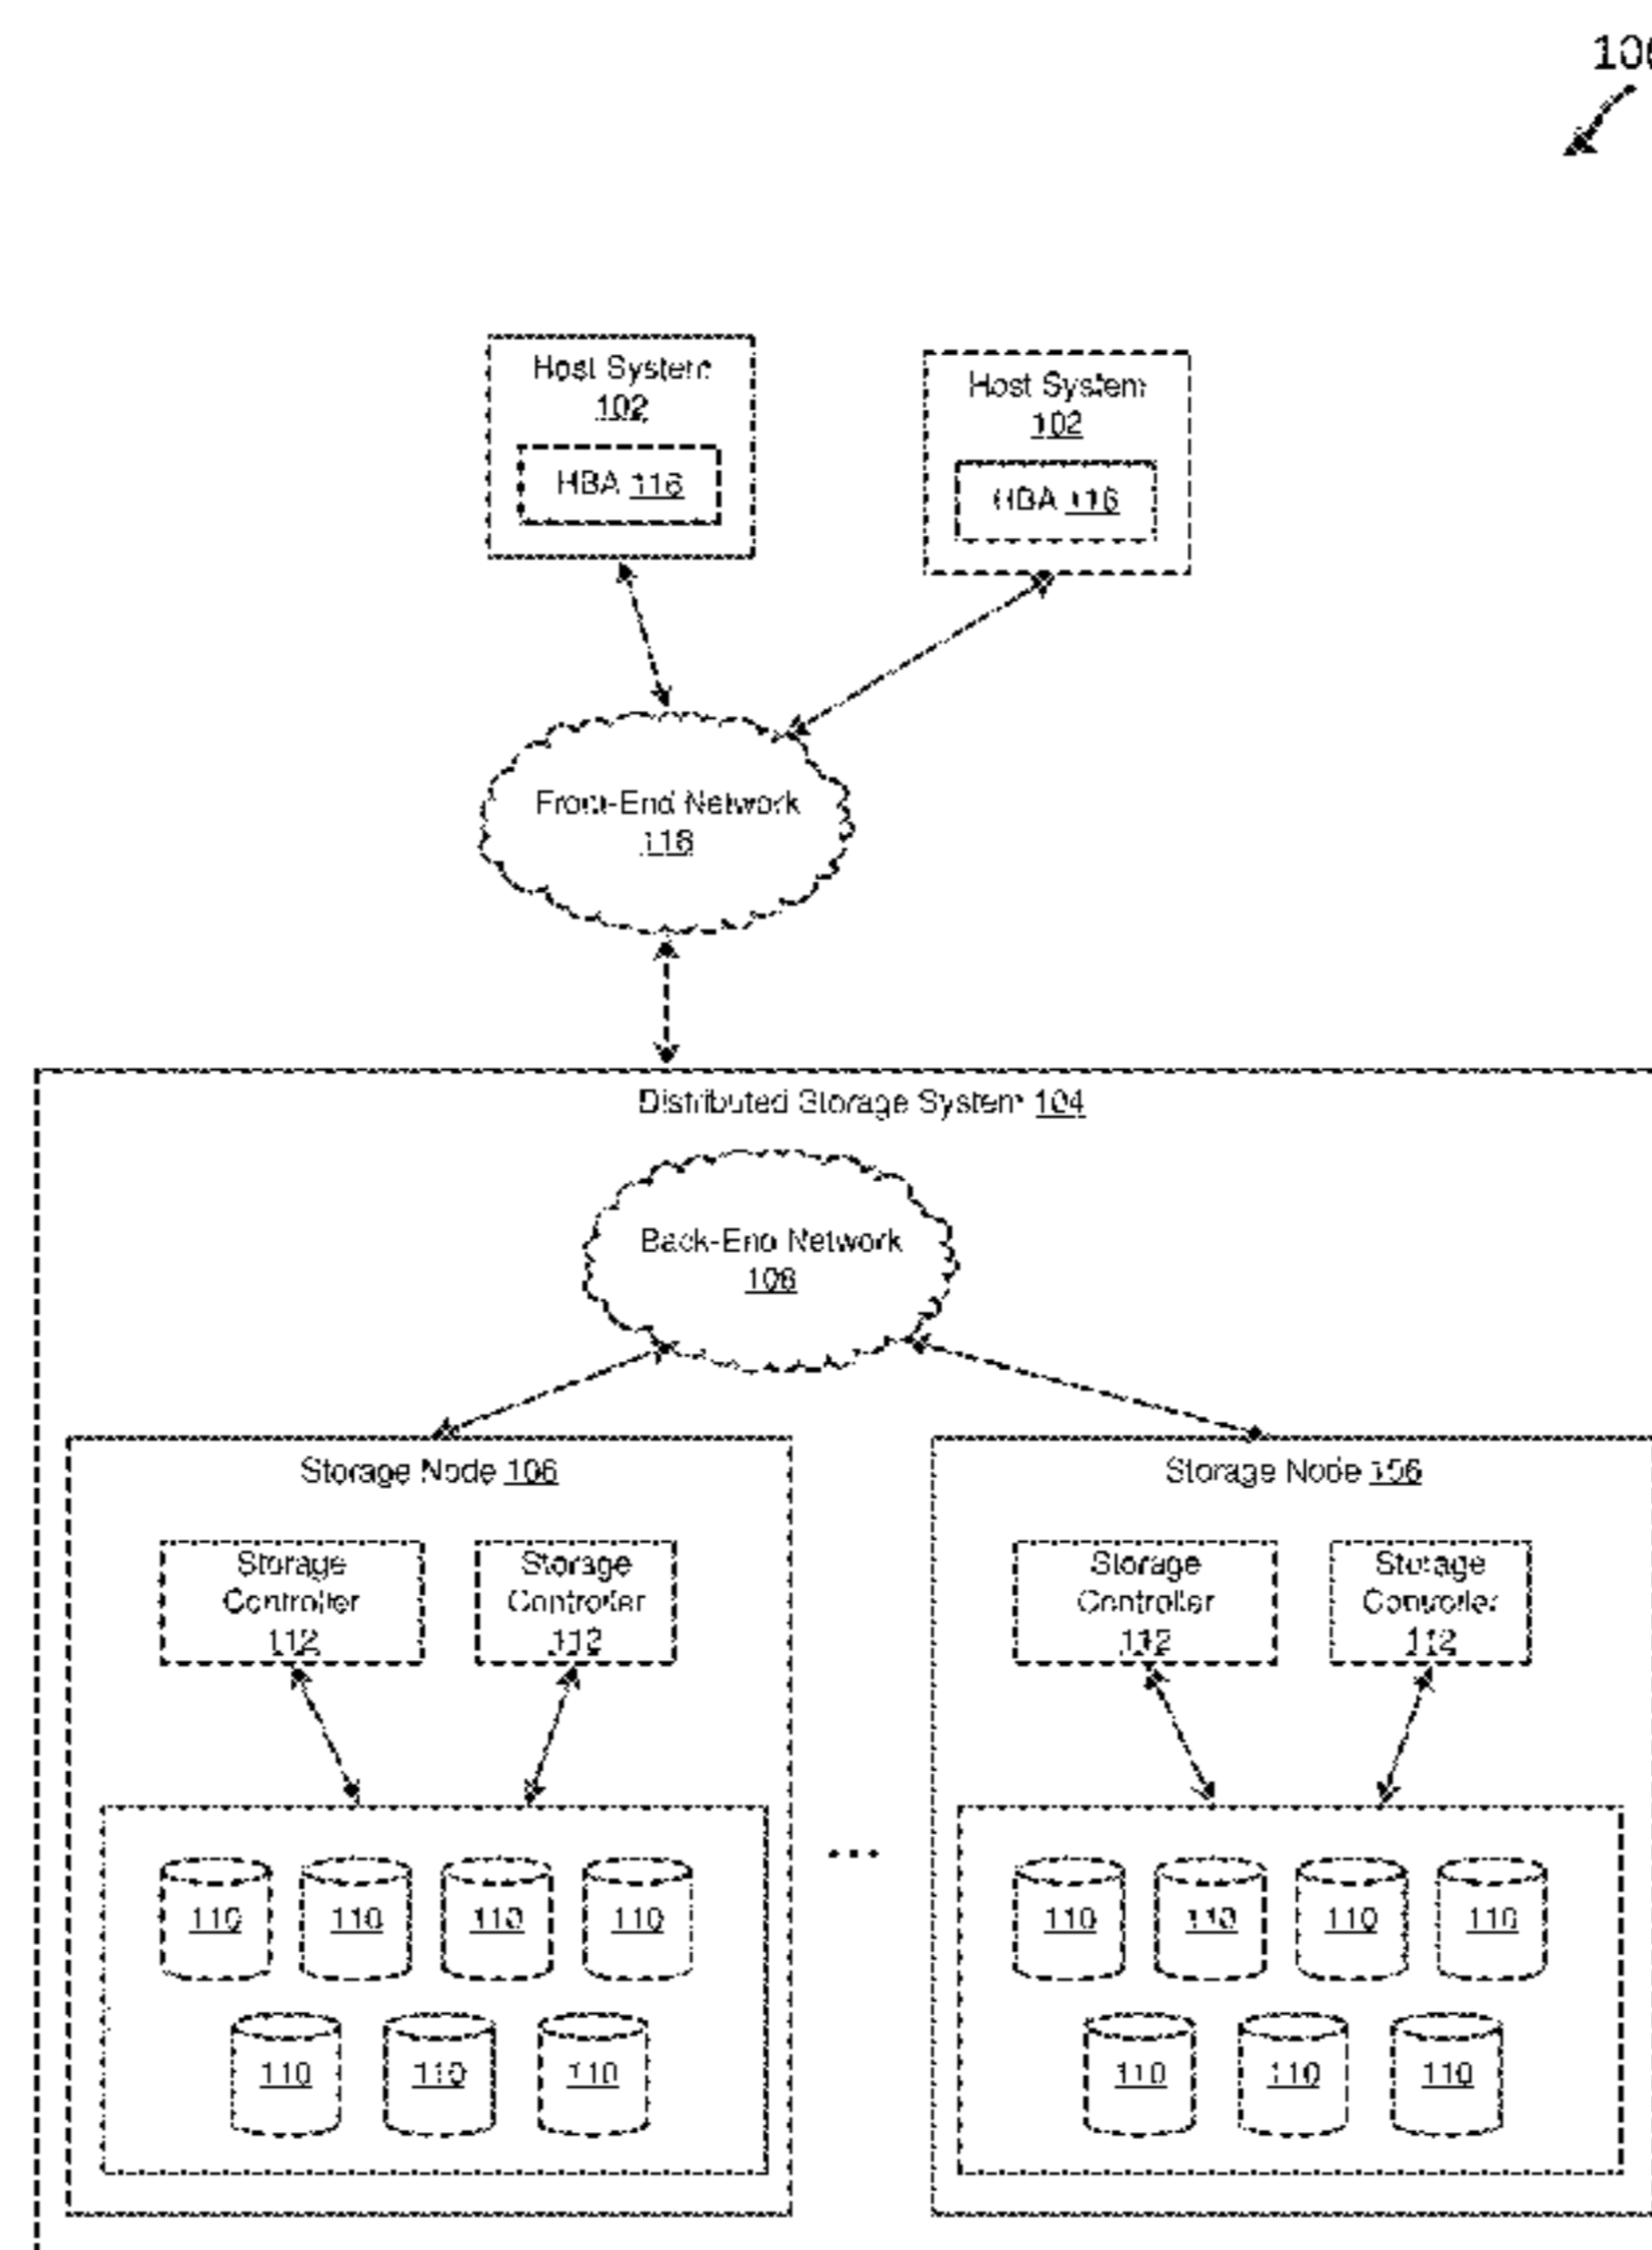 100
Host System
102
HBA 116
Host System
102
HBA 116
Front-End Network
118
Distributed Storage System 104
Back-End Network
108
Storage Node 106
Storage Node 106
Storage
Controller
112
Storage
Controller
112
Storage
Controller
112
Storage
Controller
112
...
110 110 110 110
110 110 110 110
110 110 110
110 110 110